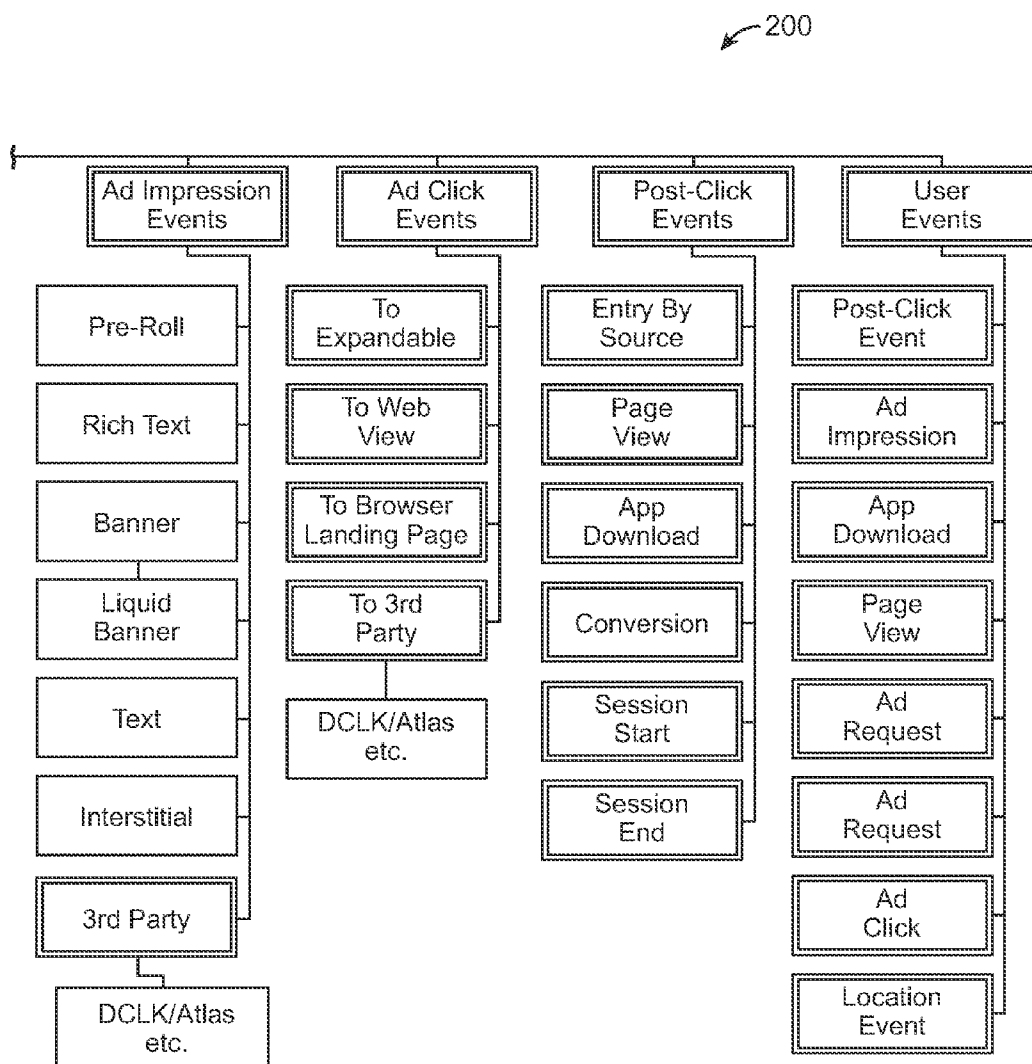 200
Ad Impression
Events
Ad Click
Events
Post-Click
Events
User
Events
Pre-Roll
Rich Text
Banner
Liquid
Banner
Text
Interstitial
3rd Party
DCLK/Atlas
etc.
To
Expandable
To Web
View
To Browser
Landing Page
To 3rd
Party
DCLK/Atlas
etc.
Entry By
Source
Page
View
App
Download
Conversion
Session
Start
Session
End
Post-Click
Event
Ad
Impression
App
Download
Page
View
Ad
Request
Ad
Request
Ad
Click
Location
Event